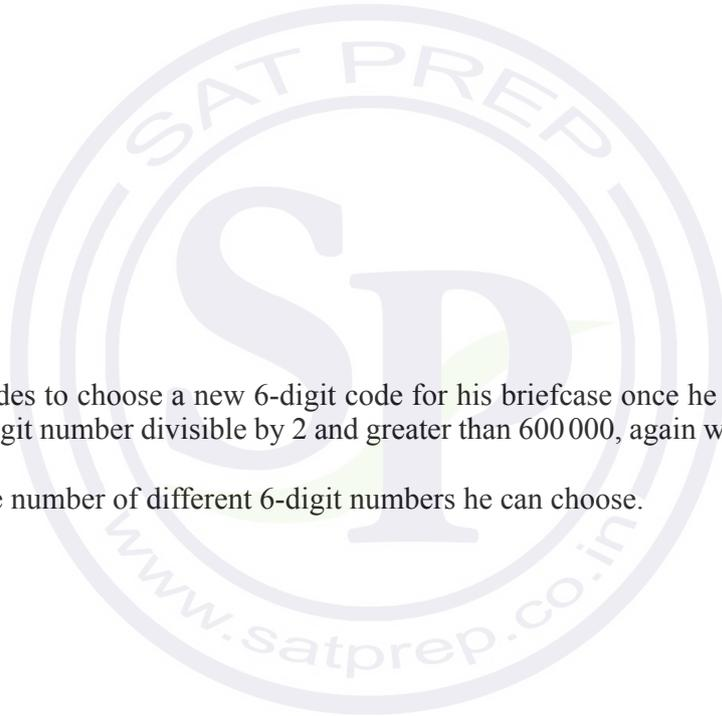 SAT PREP
SP
des to choose a new 6-digit code for his briefcase once he
git number divisible by 2 and greater than 600 000, again w
e number of different 6-digit numbers he can choose.
www.satprep.co.in